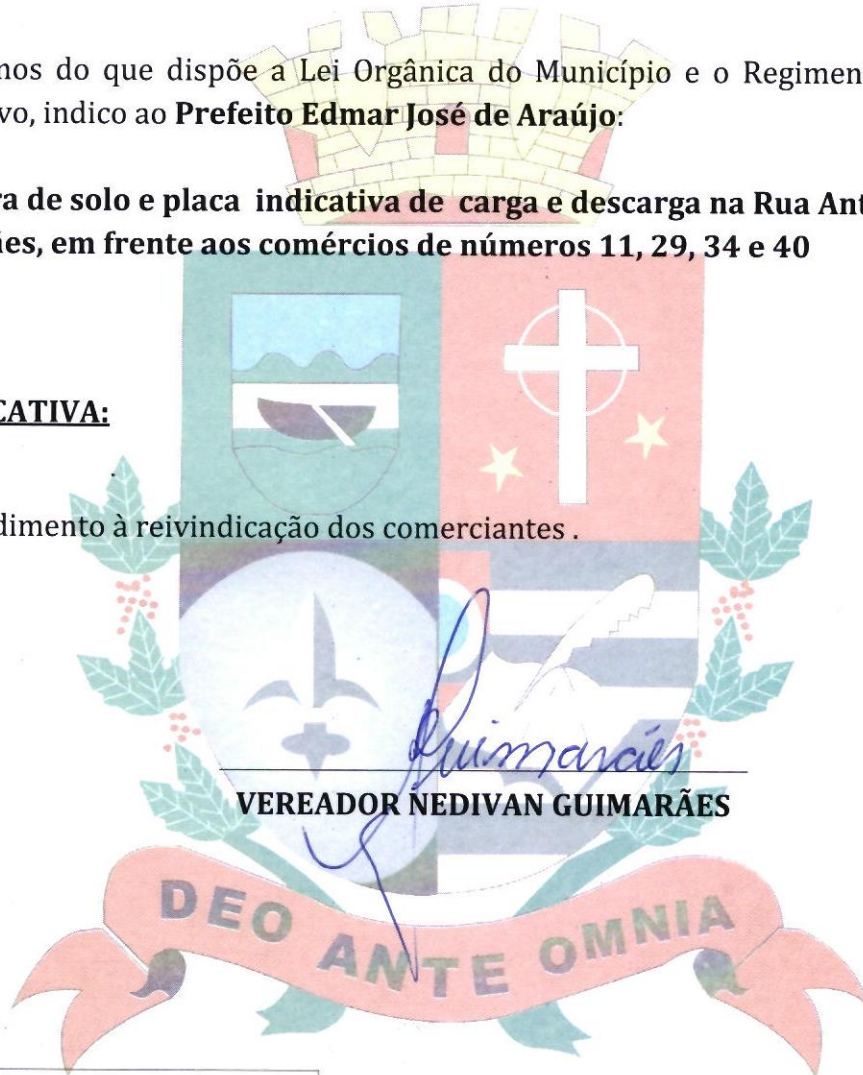 nos do que dispõe a Lei Orgânica do Município e o Regimen
vo, indico ao Prefeito Edmar José de Araújo:
ra de solo e placa indicativa de carga e descarga na Rua Ant
ães, em frente aos comércios de números 11, 29, 34 e 40
CATIVA:
dimento à reivindicação dos comerciantes .
Guimarães
VEREADOR NEDIVAN GUIMARÃES
DEO ANTE OMNIA